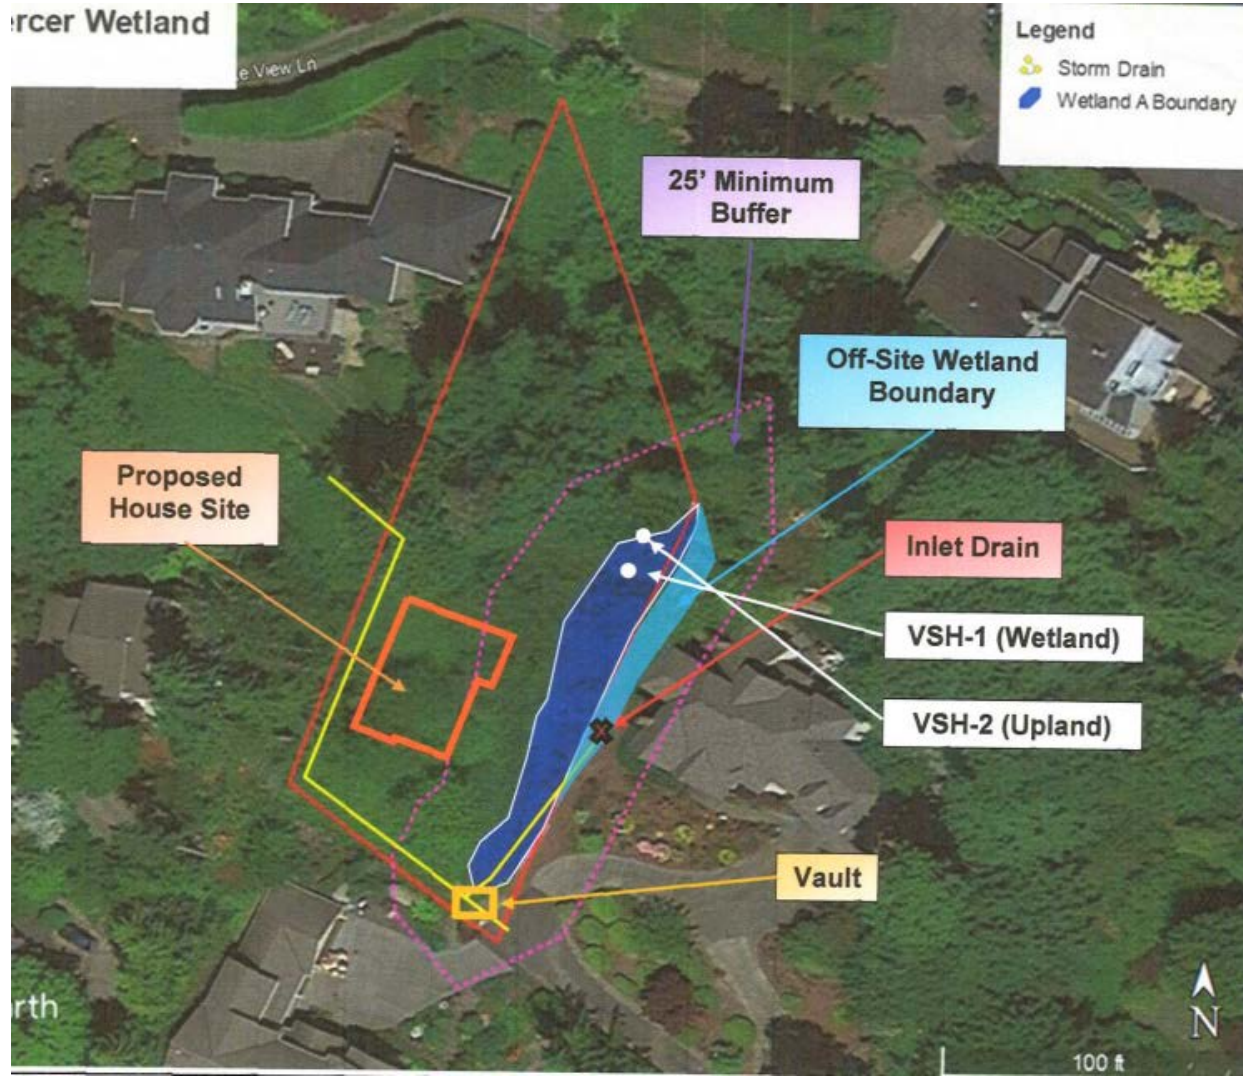 ercer Wetland
e View Ln
Legend
Storm Drain
Wetland A Boundary
25' Minimum
Buffer
Off-Site Wetland
Boundary
Proposed
House Site
Inlet Drain
VSH-1 (Wetland)
VSH-2 (Upland)
Vault
rth
N
100 ft